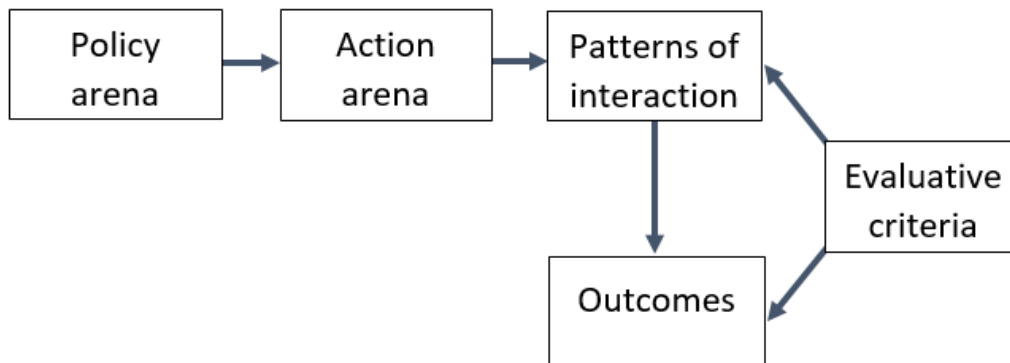 Policy
arena
Action
arena
Patterns of
interaction
Evaluative
criteria
Outcomes